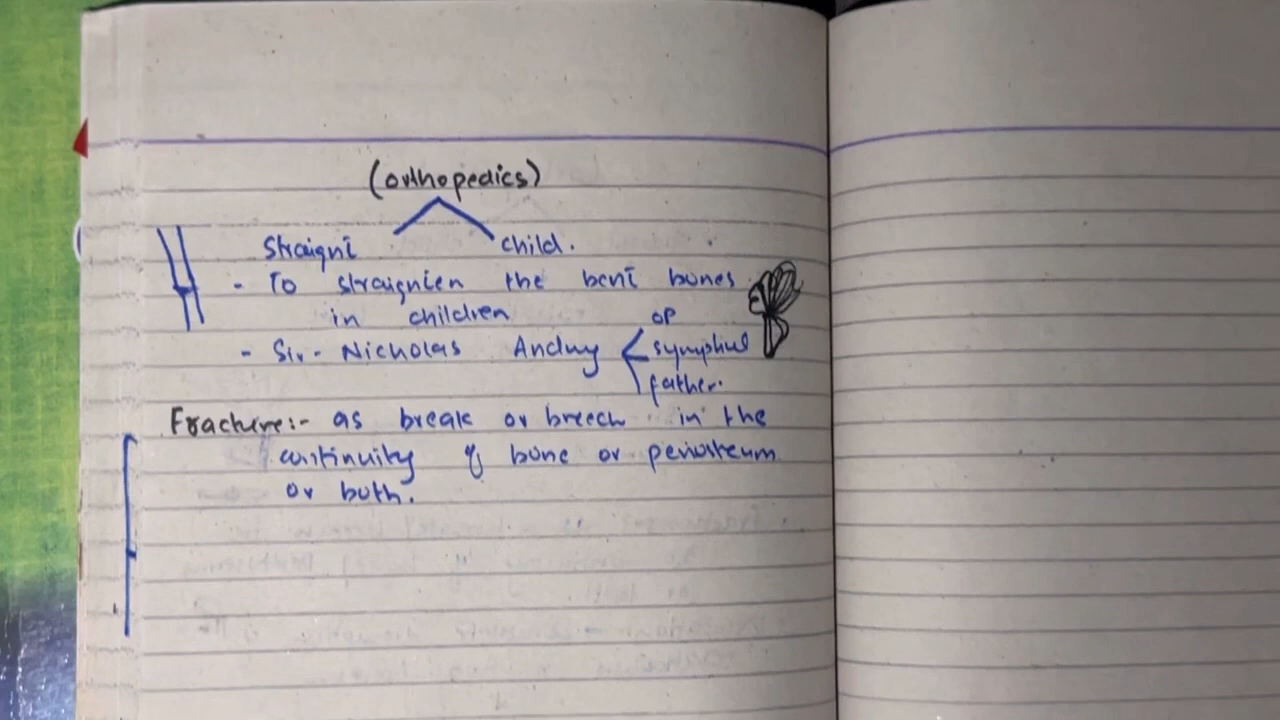 (orthopedics)
Straight child.
- To straighten the bent bones
in children
OP
- Sir. Nicholas Andry symphul
father.
Fracture:- as break or breech in the
continuity of bone or periosteum
or both.